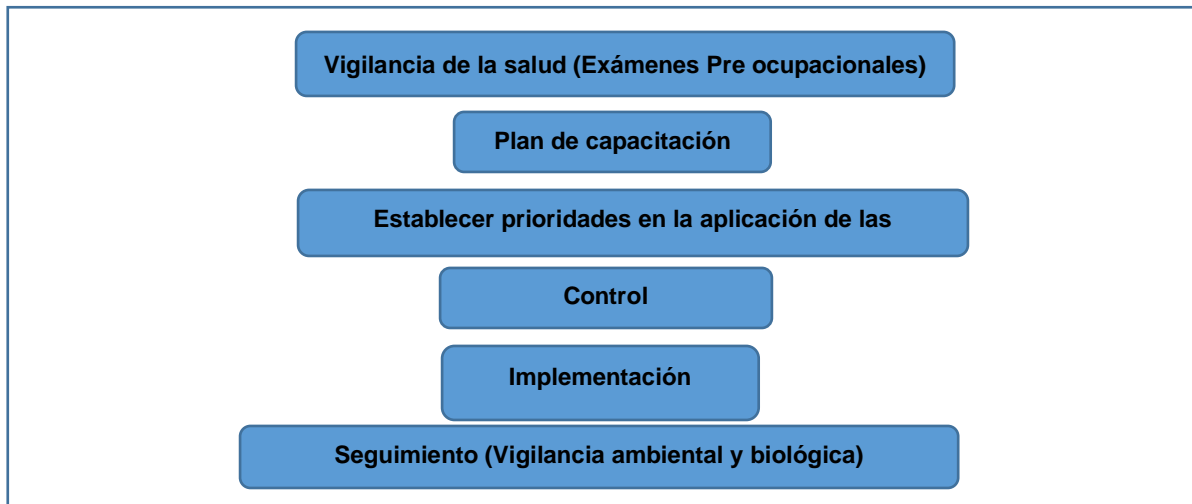 Vigilancia de la salud (Exámenes Pre ocupacionales)
Plan de capacitación
Establecer prioridades en la aplicación de las
Control
Implementación
Seguimiento (Vigilancia ambiental y biológica)